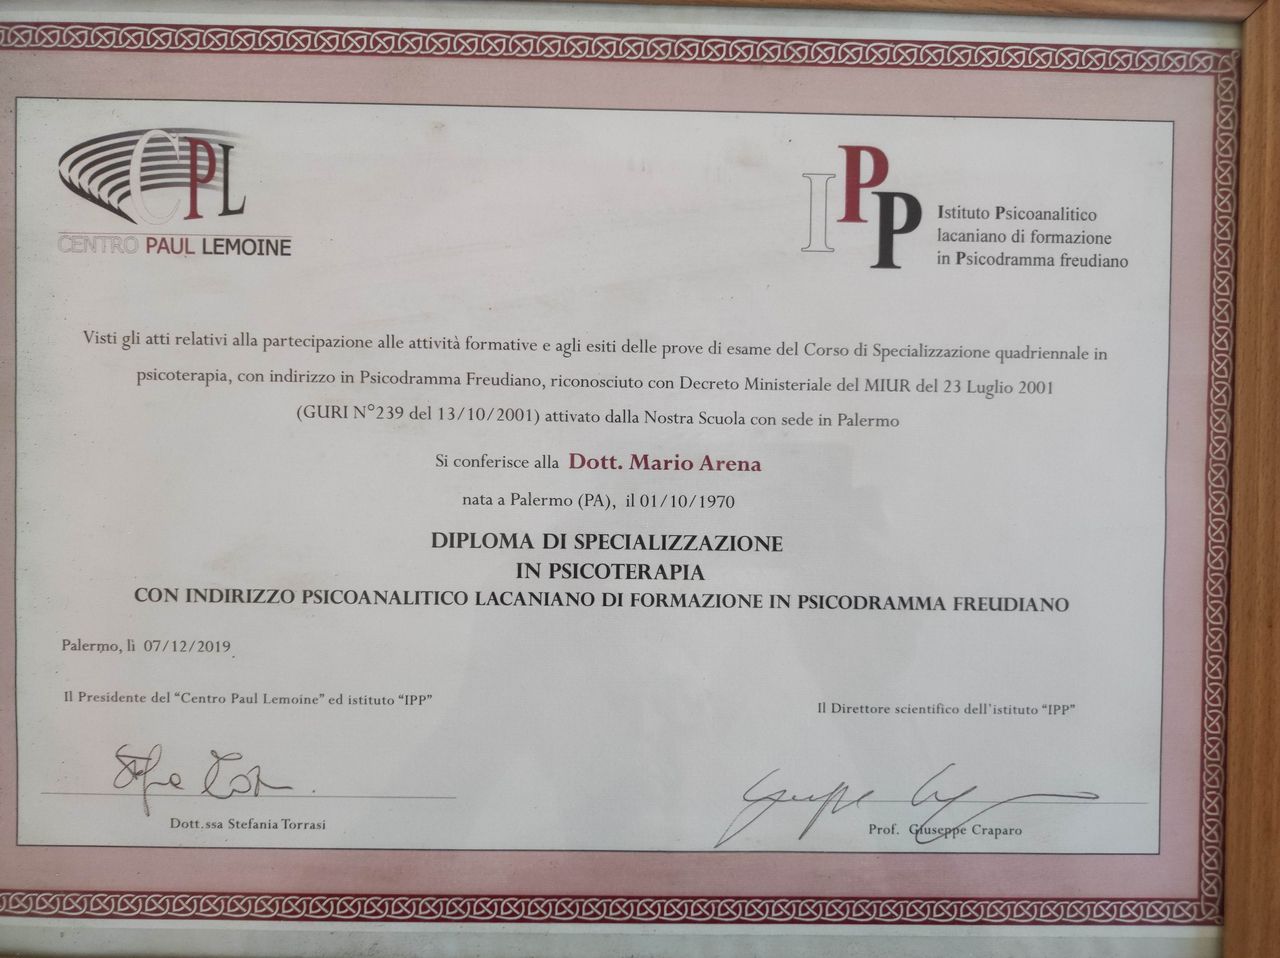 CPL
CENTRO PAUL LEMOINE
IPP
Istituto Psicoanalitico
lacaniano di formazione
in Psicodramma freudiano
Visti gli atti relativi alla partecipazione alle attività formative e agli esiti delle prove di esame del Corso di Specializzazione quadriennale in
psicoterapia, con indirizzo in Psicodramma Freudiano, riconosciuto con Decreto Ministeriale del MIUR del 23 Luglio 2001
(GURI N°239 del 13/10/2001) attivato dalla Nostra Scuola con sede in Palermo
Si conferisce alla Dott. Mario Arena
nata a Palermo (PA), il 01/10/1970
DIPLOMA DI SPECIALIZZAZIONE
IN PSICOTERAPIA
CON INDIRIZZO PSICOANALITICO LACANIANO DI FORMAZIONE IN PSICODRAMMA FREUDIANO
Palermo, lì 07/12/2019
Il Presidente del “Centro Paul Lemoine” ed istituto “IPP”
Il Direttore scientifico dell'istituto “IPP”
Dott.ssa Stefania Torrasi
Prof. Giuseppe Craparo